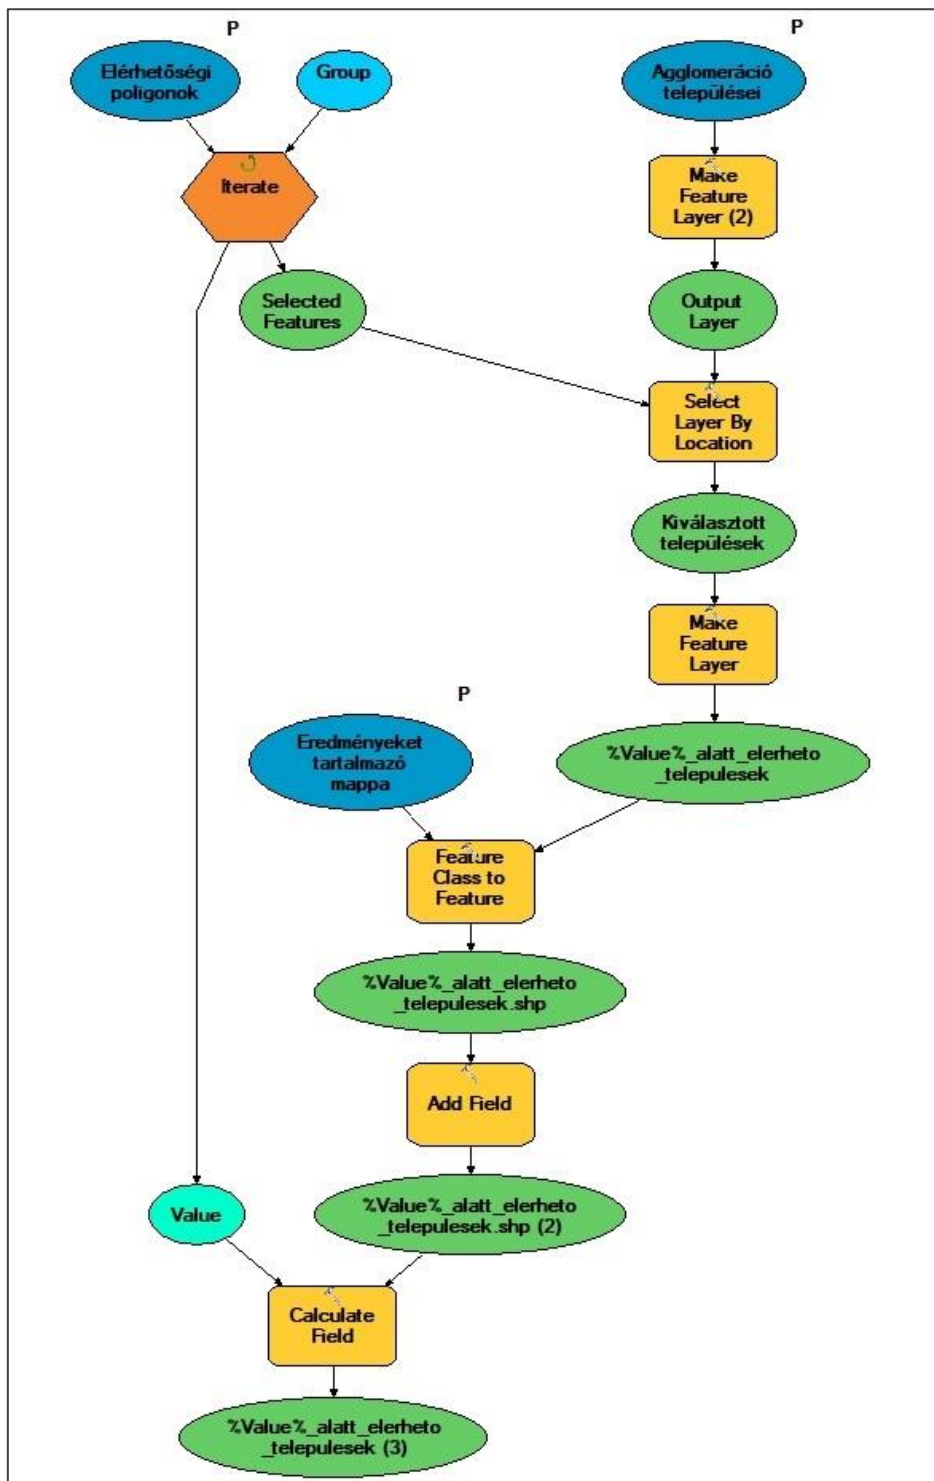 P
P
Elérhetőségi
poligonok
Group
Agglomeráció
települései
Iterate
Make
Feature
Layer (2)
Selected
Features
Output
Layer
Select
Layer By
Location
Kiválasztott
települések
Make
Feature
Layer
P
Eredményeket
tartalmazó
mappa
%Value%_alatt_elerheto
_telepulesek
Feature
Class to
Feature
%Value%_alatt_elerheto
_telepulesek.shp
Add Field
Value
%Value%_alatt_elerheto
_telepulesek.shp (2)
Calculate
Field
%Value%_alatt_elerheto
_telepulesek (3)